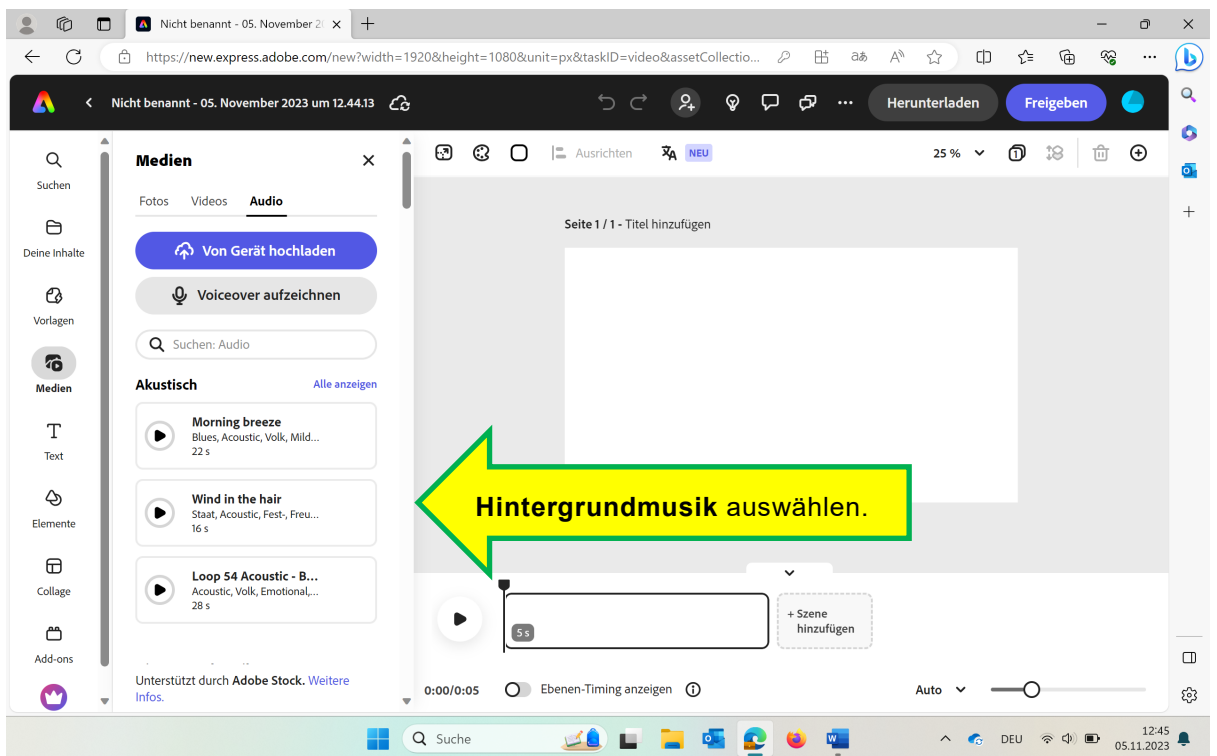 Nicht benannt - 05. November 2
https://new.express.adobe.com/new?width=1920&height=1080&unit=px&taskID=video&assetCollectio...
Nicht benannt - 05. November 2023 um 12.44.13
Herunterladen
Freigeben
Suchen
Deine Inhalte
Vorlagen
Medien
Text
Elemente
Collage
Add-ons
Medien
Fotos Videos Audio
Von Gerät hochladen
Voiceover aufzeichnen
Suchen: Audio
Akustisch Alle anzeigen
Morning breeze
Blues, Acoustic, Volk, Mild...
22 s
Wind in the hair
Staat, Acoustic, Fest-, Freu...
16 s
Loop 54 Acoustic - B...
Acoustic, Volk, Emotional,...
28 s
Unterstützt durch Adobe Stock. Weitere
Infos.
Ausrichten
NEU
25 %
Seite 1 / 1 - Titel hinzufügen
Hintergrundmusik auswählen.
5 s
+ Szene
hinzufügen
0:00/0:05
Ebenen-Timing anzeigen
Auto
Suche
DEU
12:45
05.11.2023